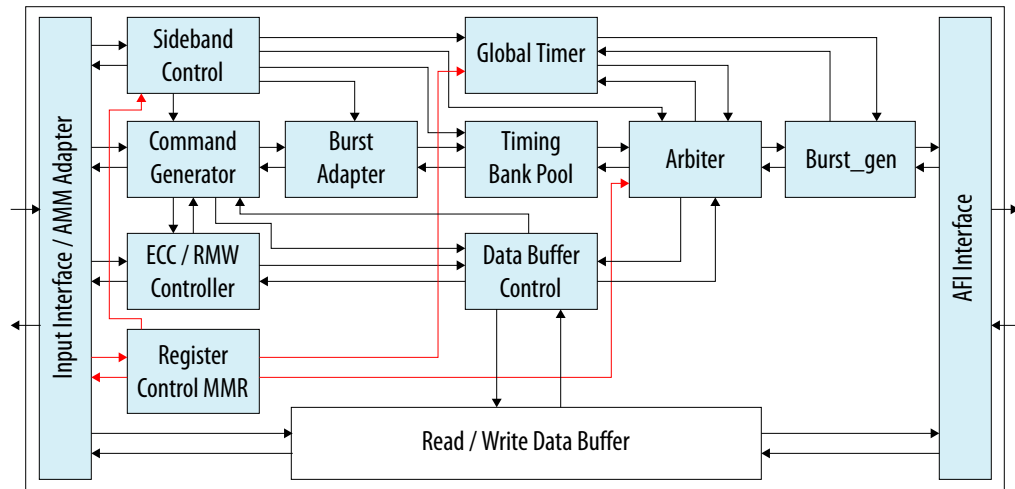 Input Interface / AMM Adapter
Sideband
Control
Global Timer
Command
Generator
Burst
Adapter
Timing
Bank Pool
Arbiter
Burst_gen
ECC / RMW
Controller
Data Buffer
Control
Register
Control MMR
Read / Write Data Buffer
AFI Interface